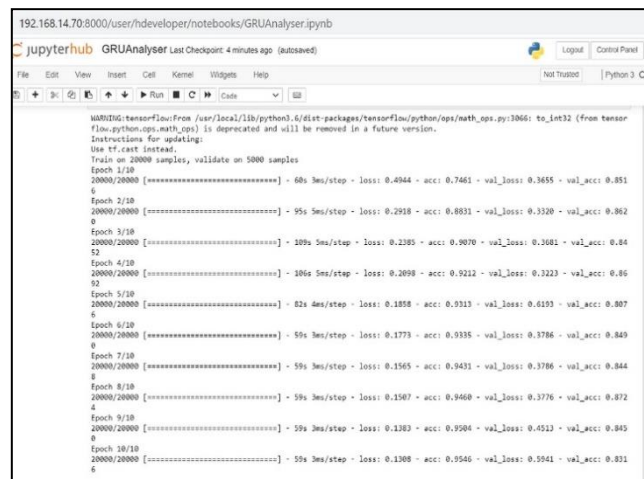 192.168.14.70:8000/user/hdeveloper/notebooks/GRUAnalyser.ipynb
jupyterhub GRUAnalyser Last Checkpoint: 4 minutes ago (autosaved)
Logout Control Panel
File Edit View Insert Cell Kernel Widgets Help
Not Trusted Python 3
Run Code
WARNING:tensorflow:From /usr/local/lib/python3.6/dist-packages/tensorflow/python/ops/math_ops.py:3066: to_int32 (from tensor
flow.python.ops.math_ops) is deprecated and will be removed in a future version.
Instructions for updating:
Use tf.cast instead.
Train on 20000 samples, validate on 5000 samples
Epoch 1/10
20000/20000 [==============================] - 60s 3ms/step - loss: 0.4944 - acc: 0.7461 - val_loss: 0.3655 - val_acc: 0.851
6
Epoch 2/10
20000/20000 [==============================] - 95s 5ms/step - loss: 0.2918 - acc: 0.8831 - val_loss: 0.3320 - val_acc: 0.862
0
Epoch 3/10
20000/20000 [==============================] - 109s 5ms/step - loss: 0.2385 - acc: 0.9070 - val_loss: 0.3681 - val_acc: 0.84
52
Epoch 4/10
20000/20000 [==============================] - 106s 5ms/step - loss: 0.2098 - acc: 0.9212 - val_loss: 0.3223 - val_acc: 0.86
92
Epoch 5/10
20000/20000 [==============================] - 82s 4ms/step - loss: 0.1858 - acc: 0.9313 - val_loss: 0.6193 - val_acc: 0.807
6
Epoch 6/10
20000/20000 [==============================] - 59s 3ms/step - loss: 0.1773 - acc: 0.9335 - val_loss: 0.3786 - val_acc: 0.849
0
Epoch 7/10
20000/20000 [==============================] - 59s 3ms/step - loss: 0.1565 - acc: 0.9431 - val_loss: 0.3786 - val_acc: 0.844
8
Epoch 8/10
20000/20000 [==============================] - 59s 3ms/step - loss: 0.1507 - acc: 0.9460 - val_loss: 0.3776 - val_acc: 0.872
4
Epoch 9/10
20000/20000 [==============================] - 59s 3ms/step - loss: 0.1383 - acc: 0.9504 - val_loss: 0.4513 - val_acc: 0.845
0
Epoch 10/10
20000/20000 [==============================] - 59s 3ms/step - loss: 0.1308 - acc: 0.9546 - val_loss: 0.5941 - val_acc: 0.831
6